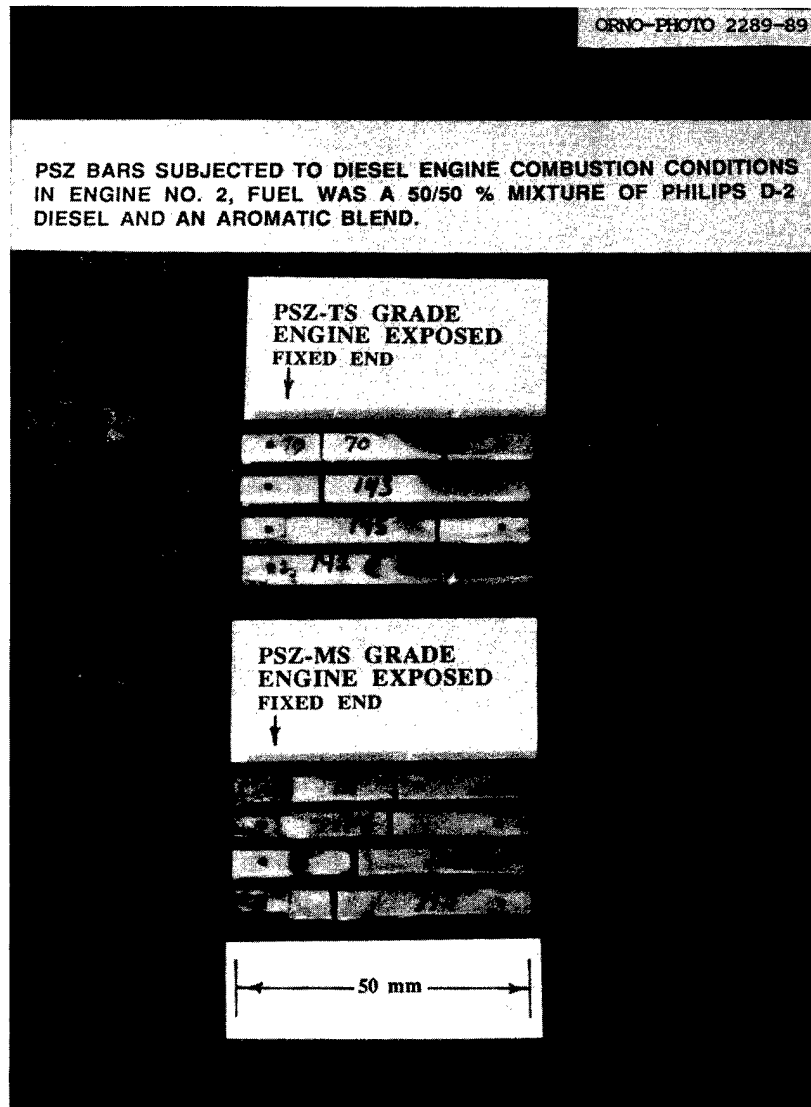 ORNO-PHOTO 2289-89
PSZ BARS SUBJECTED TO DIESEL ENGINE COMBUSTION CONDITIONS
IN ENGINE NO. 2, FUEL WAS A 50/50 % MIXTURE OF PHILIPS D-2
DIESEL AND AN AROMATIC BLEND.
PSZ-TS GRADE
ENGINE EXPOSED
FIXED END
70 70
193
195
PSZ-MS GRADE
ENGINE EXPOSED
FIXED END
50 mm